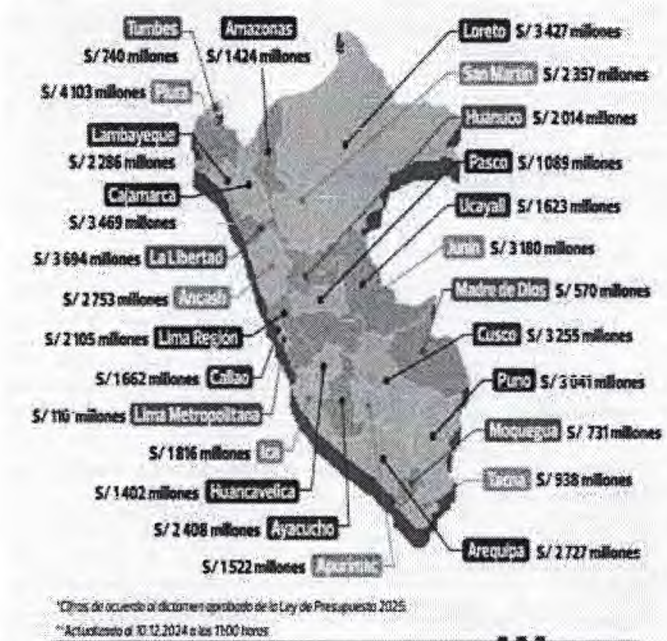 Tumbes
S/ 740 millones
Amazonas
S/ 1 424 millones
Loreto S/ 3 427 millones
San Martín S/ 2 357 millones
S/ 4 103 millones Piura
Huánuco S/ 2 014 millones
Lambayeque
S/ 2 286 millones
Pasco S/ 1 089 millones
Cajamarca
S/ 3 469 millones
Ucayali S/ 1 623 millones
S/ 3 694 millones La Libertad
Junín S/ 3 180 millones
S/ 2 753 millones Áncash
Madre de Dios S/ 570 millones
S/ 2 105 millones Lima Región
Cusco S/ 3 255 millones
S/ 1 662 millones Callao
Puno S/ 3 041 millones
S/ 116 millones Lima Metropolitana
Moquegua S/ 731 millones
S/ 1 816 millones Ica
Tacna S/ 938 millones
S/ 1 402 millones Huancavelica
S/ 2 408 millones Ayacucho
Arequipa S/ 2 727 millones
S/ 1 522 millones Apurímac
*Cifras de acuerdo al dictamen aprobado de la Ley de Presupuesto 2025.
**Actualizado al 10.12.2024 a las 11:00 horas